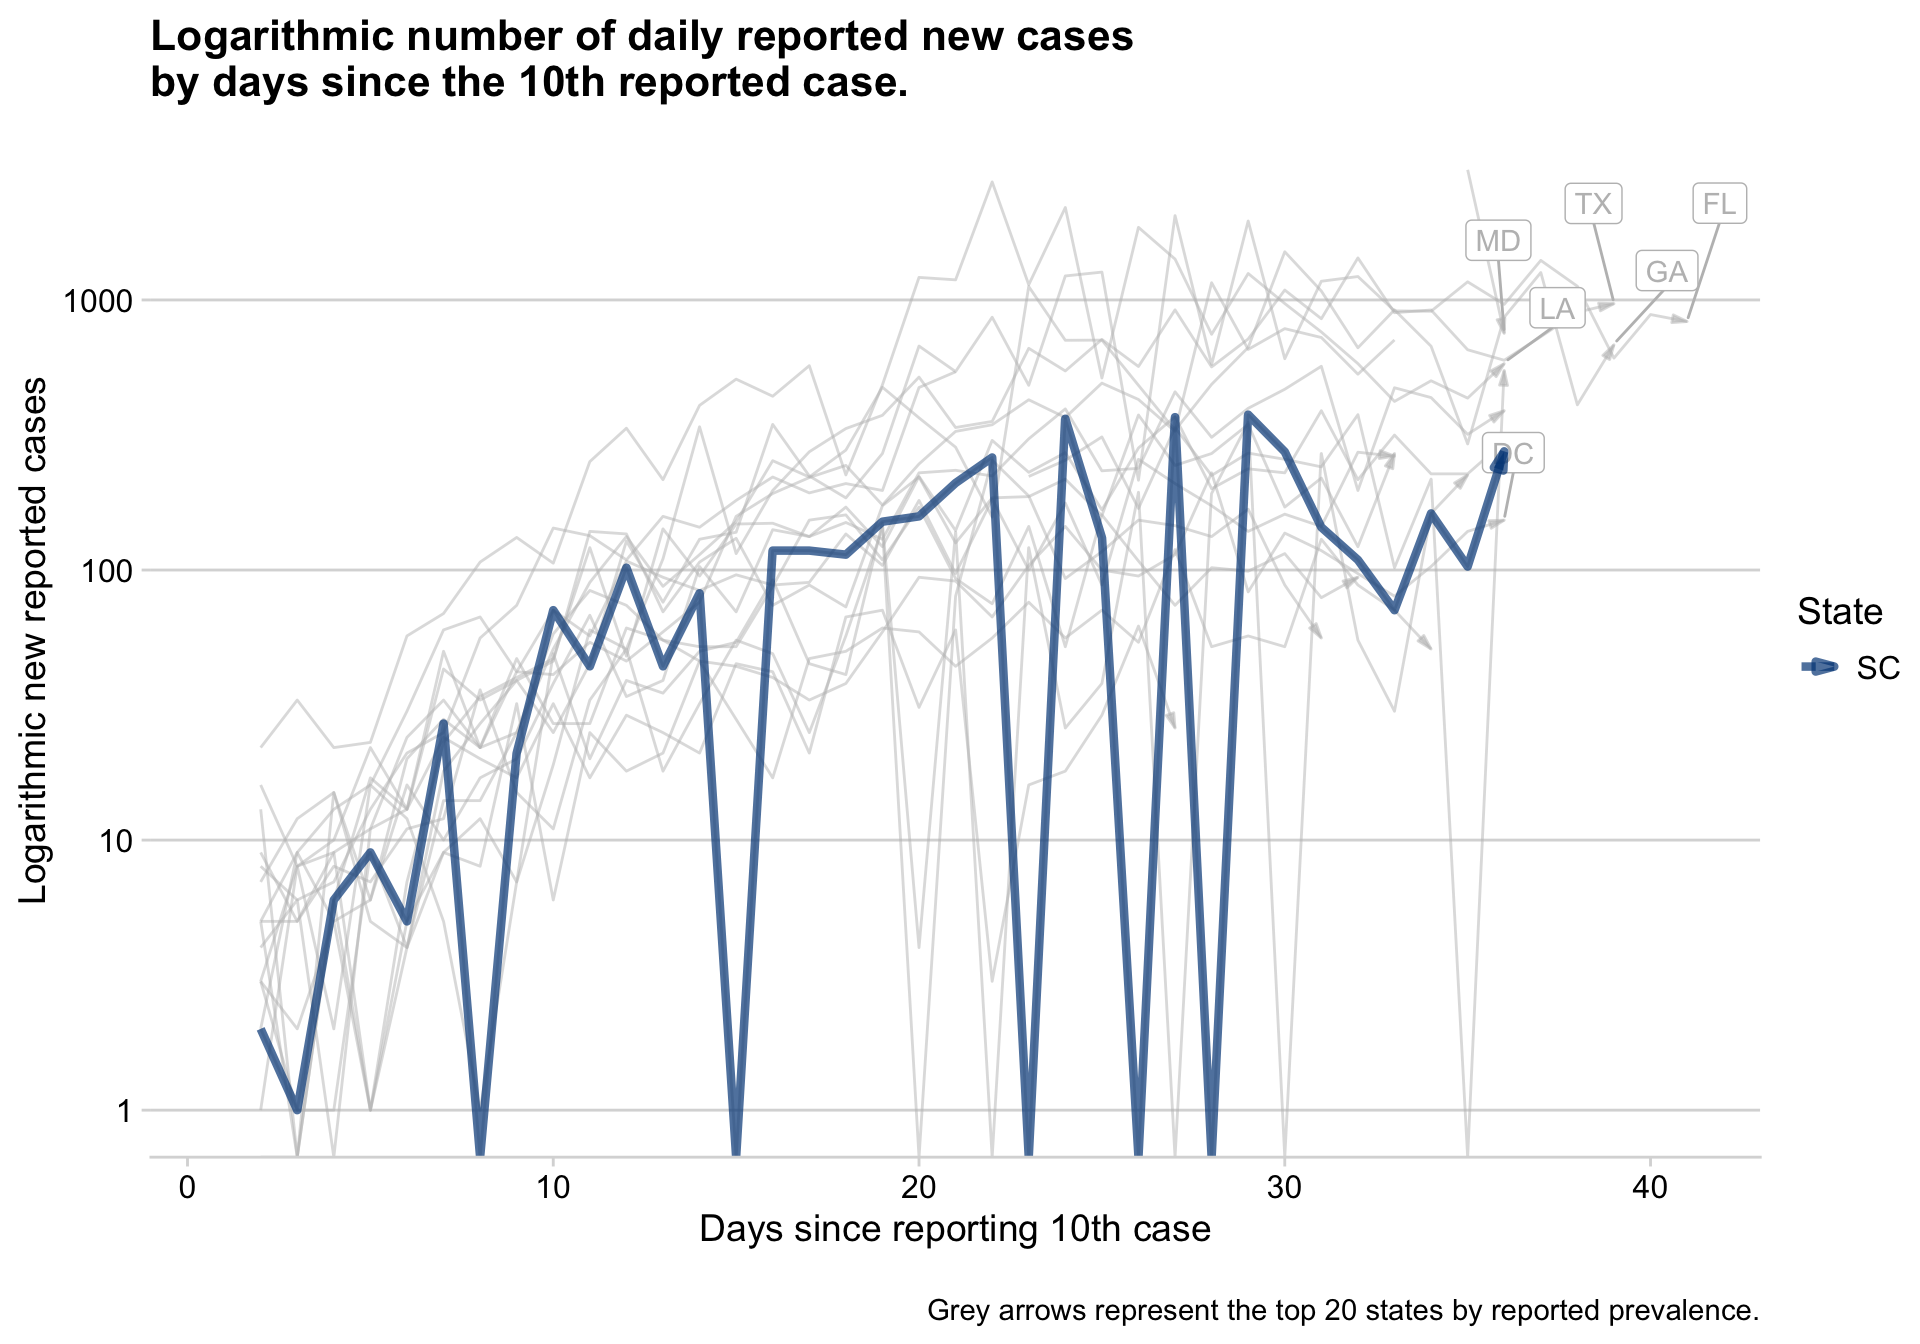 Logarithmic number of daily reported new cases
by days since the 10th reported case.
TX
FL
MD
GA
LA
DC
1000
100
10
1
Logarithmic new reported cases
0
10
20
30
40
Days since reporting 10th case
State
SC
Grey arrows represent the top 20 states by reported prevalence.